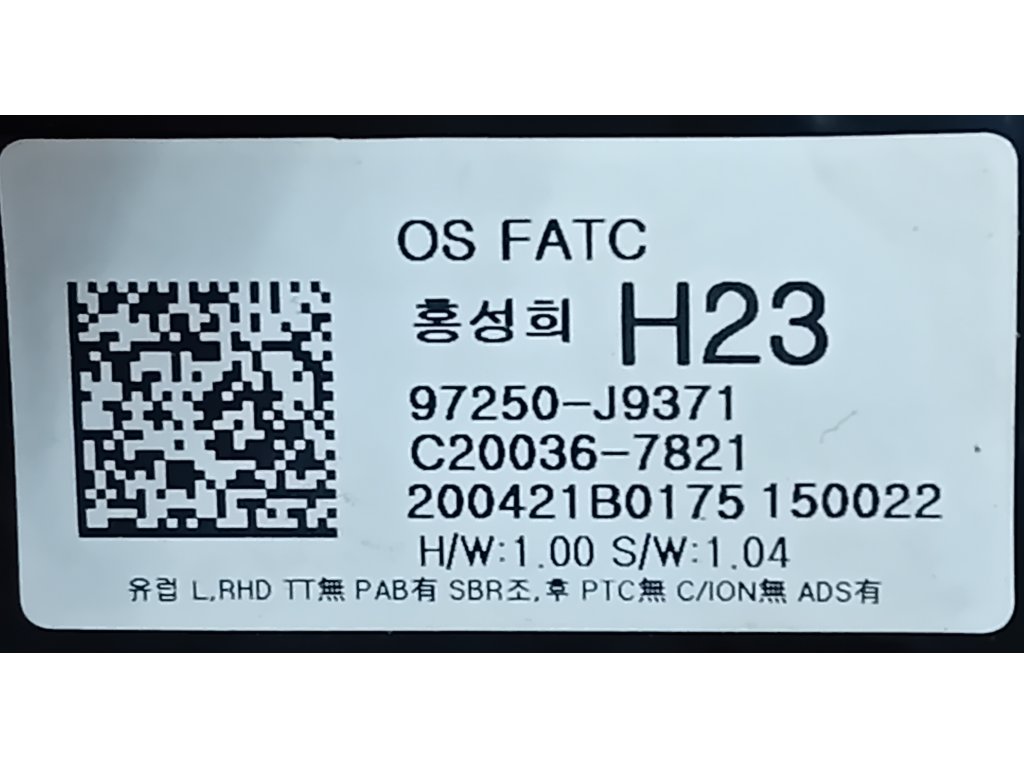 OS FATC
홍성희 H23
97250-J9371
C20036-7821
200421B0175 150022
H/W:1.00 S/W:1.04
유럽 L,RHD TT無 PAB有 SBR조,후 PTC無 C/ION無 ADS有